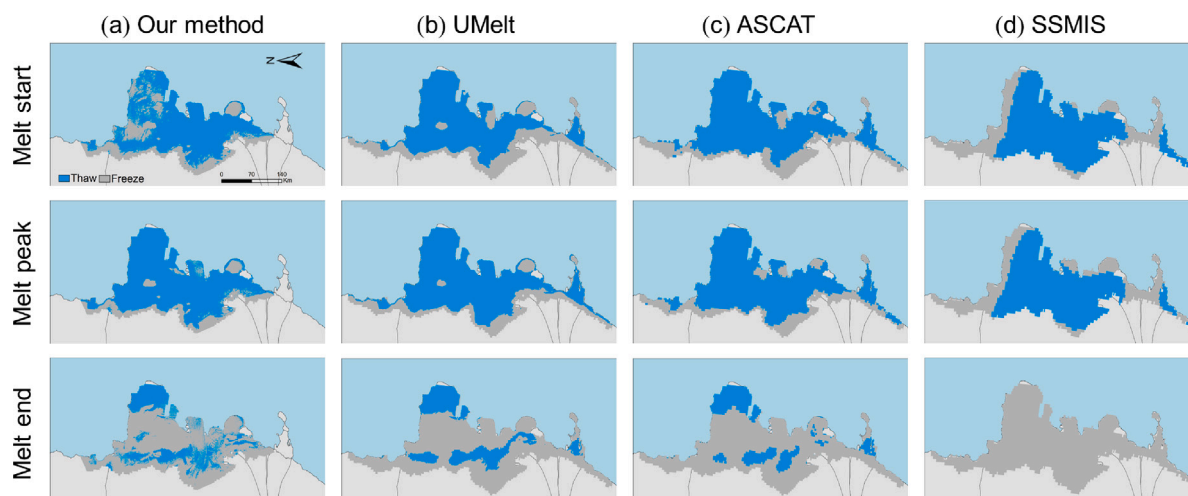 (a) Our method (b) UMelt (c) ASCAT (d) SSMIS
Melt start
N
Thaw Freeze
0 70 140
Km
Melt peak
Melt end